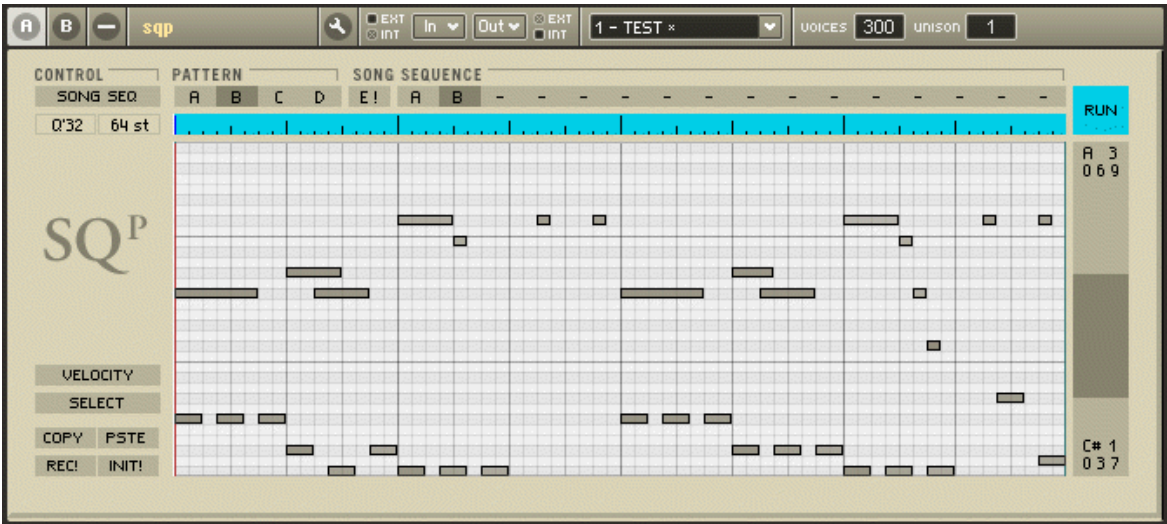 A B sqp EXT INT In Out EXT INT 1 - TEST × VOICES 300 UNISON 1
CONTROL PATTERN SONG SEQUENCE
SONG SEQ A B C D E! A B - - - - - - - - - - - - - -
Q'32 64 st RUN
A 3
069
SQP
VELOCITY
SELECT
COPY PSTE
REC! INIT!
C# 1
037